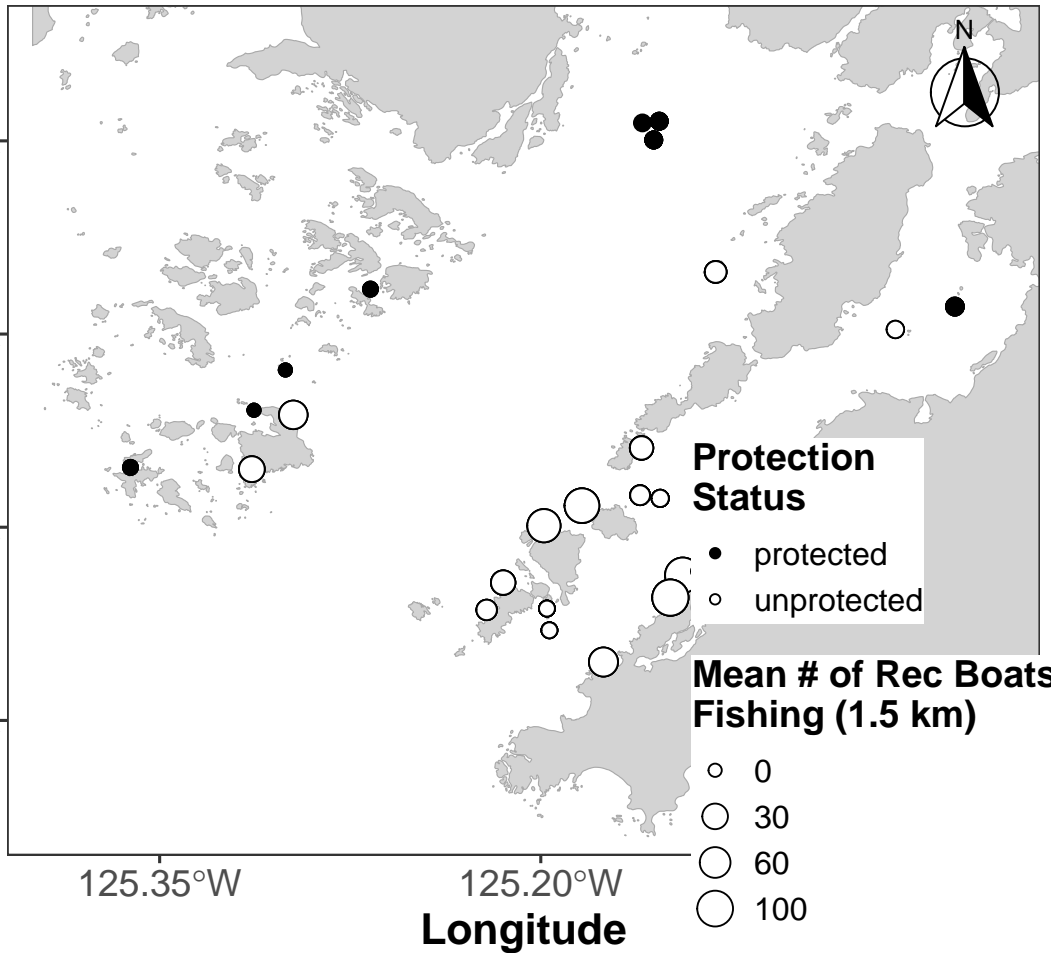 N
Protection
Status
protected
unprotected
Mean # of Rec Boats
Fishing (1.5 km)
0
30
60
100
125.35°W
125.20°W
Longitude